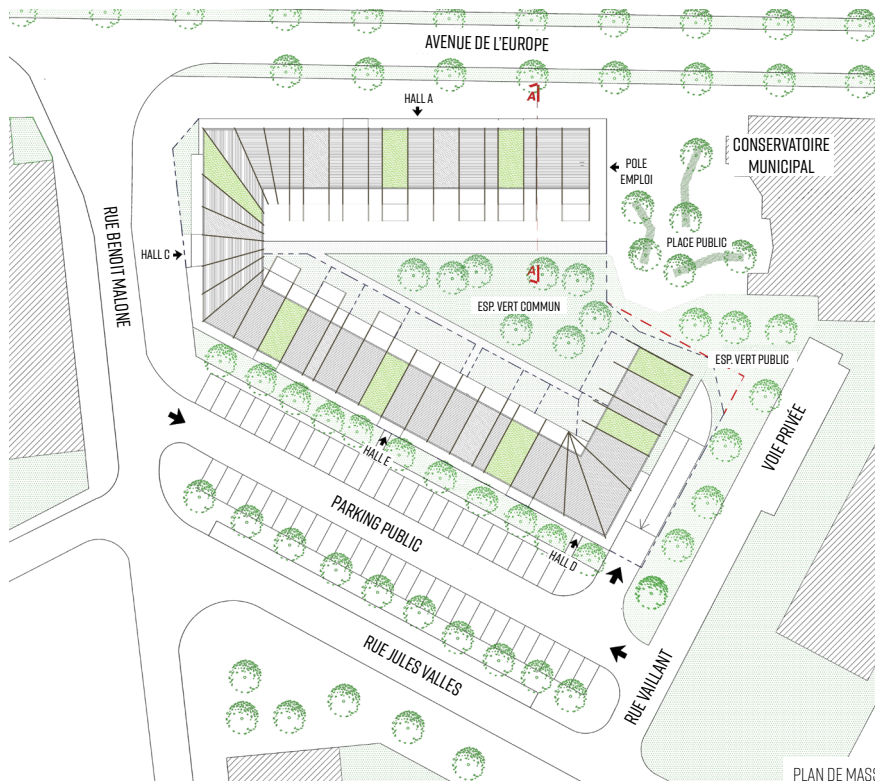 AVENUE DE L'EUROPE
HALL A
A
CONSERVATOIRE
MUNICIPAL
POLE
EMPLOI
RUE BENOIT MALONE
HALL C
PLACE PUBLIC
A
ESP. VERT COMMUN
ESP. VERT PUBLIC
VOIE PRIVÉE
HALL E
PARKING PUBLIC
HALL D
RUE JULES VALLES
RUE VAILLANT
PLAN DE MASS